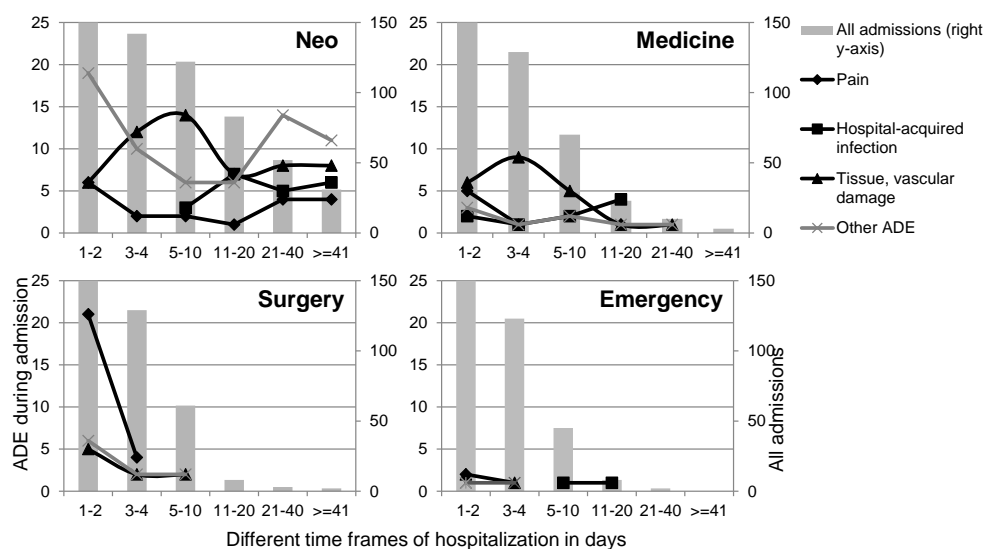 25
20
15
10
5
0
Neo
150
100
50
0
1-2 3-4 5-10 11-20 21-40 >=41
25
20
15
10
5
0
Medicine
150
100
50
0
1-2 3-4 5-10 11-20 21-40 >=41
All admissions (right
y-axis)
Pain
Hospital-acquired
infection
Tissue, vascular
damage
Other ADE
ADE during admission
25
20
15
10
5
0
Surgery
150
100
50
0
1-2 3-4 5-10 11-20 21-40 >=41
25
20
15
10
5
0
Emergency
150
100
50
0
1-2 3-4 5-10 11-20 21-40 >=41
All admissions
Different time frames of hospitalization in days